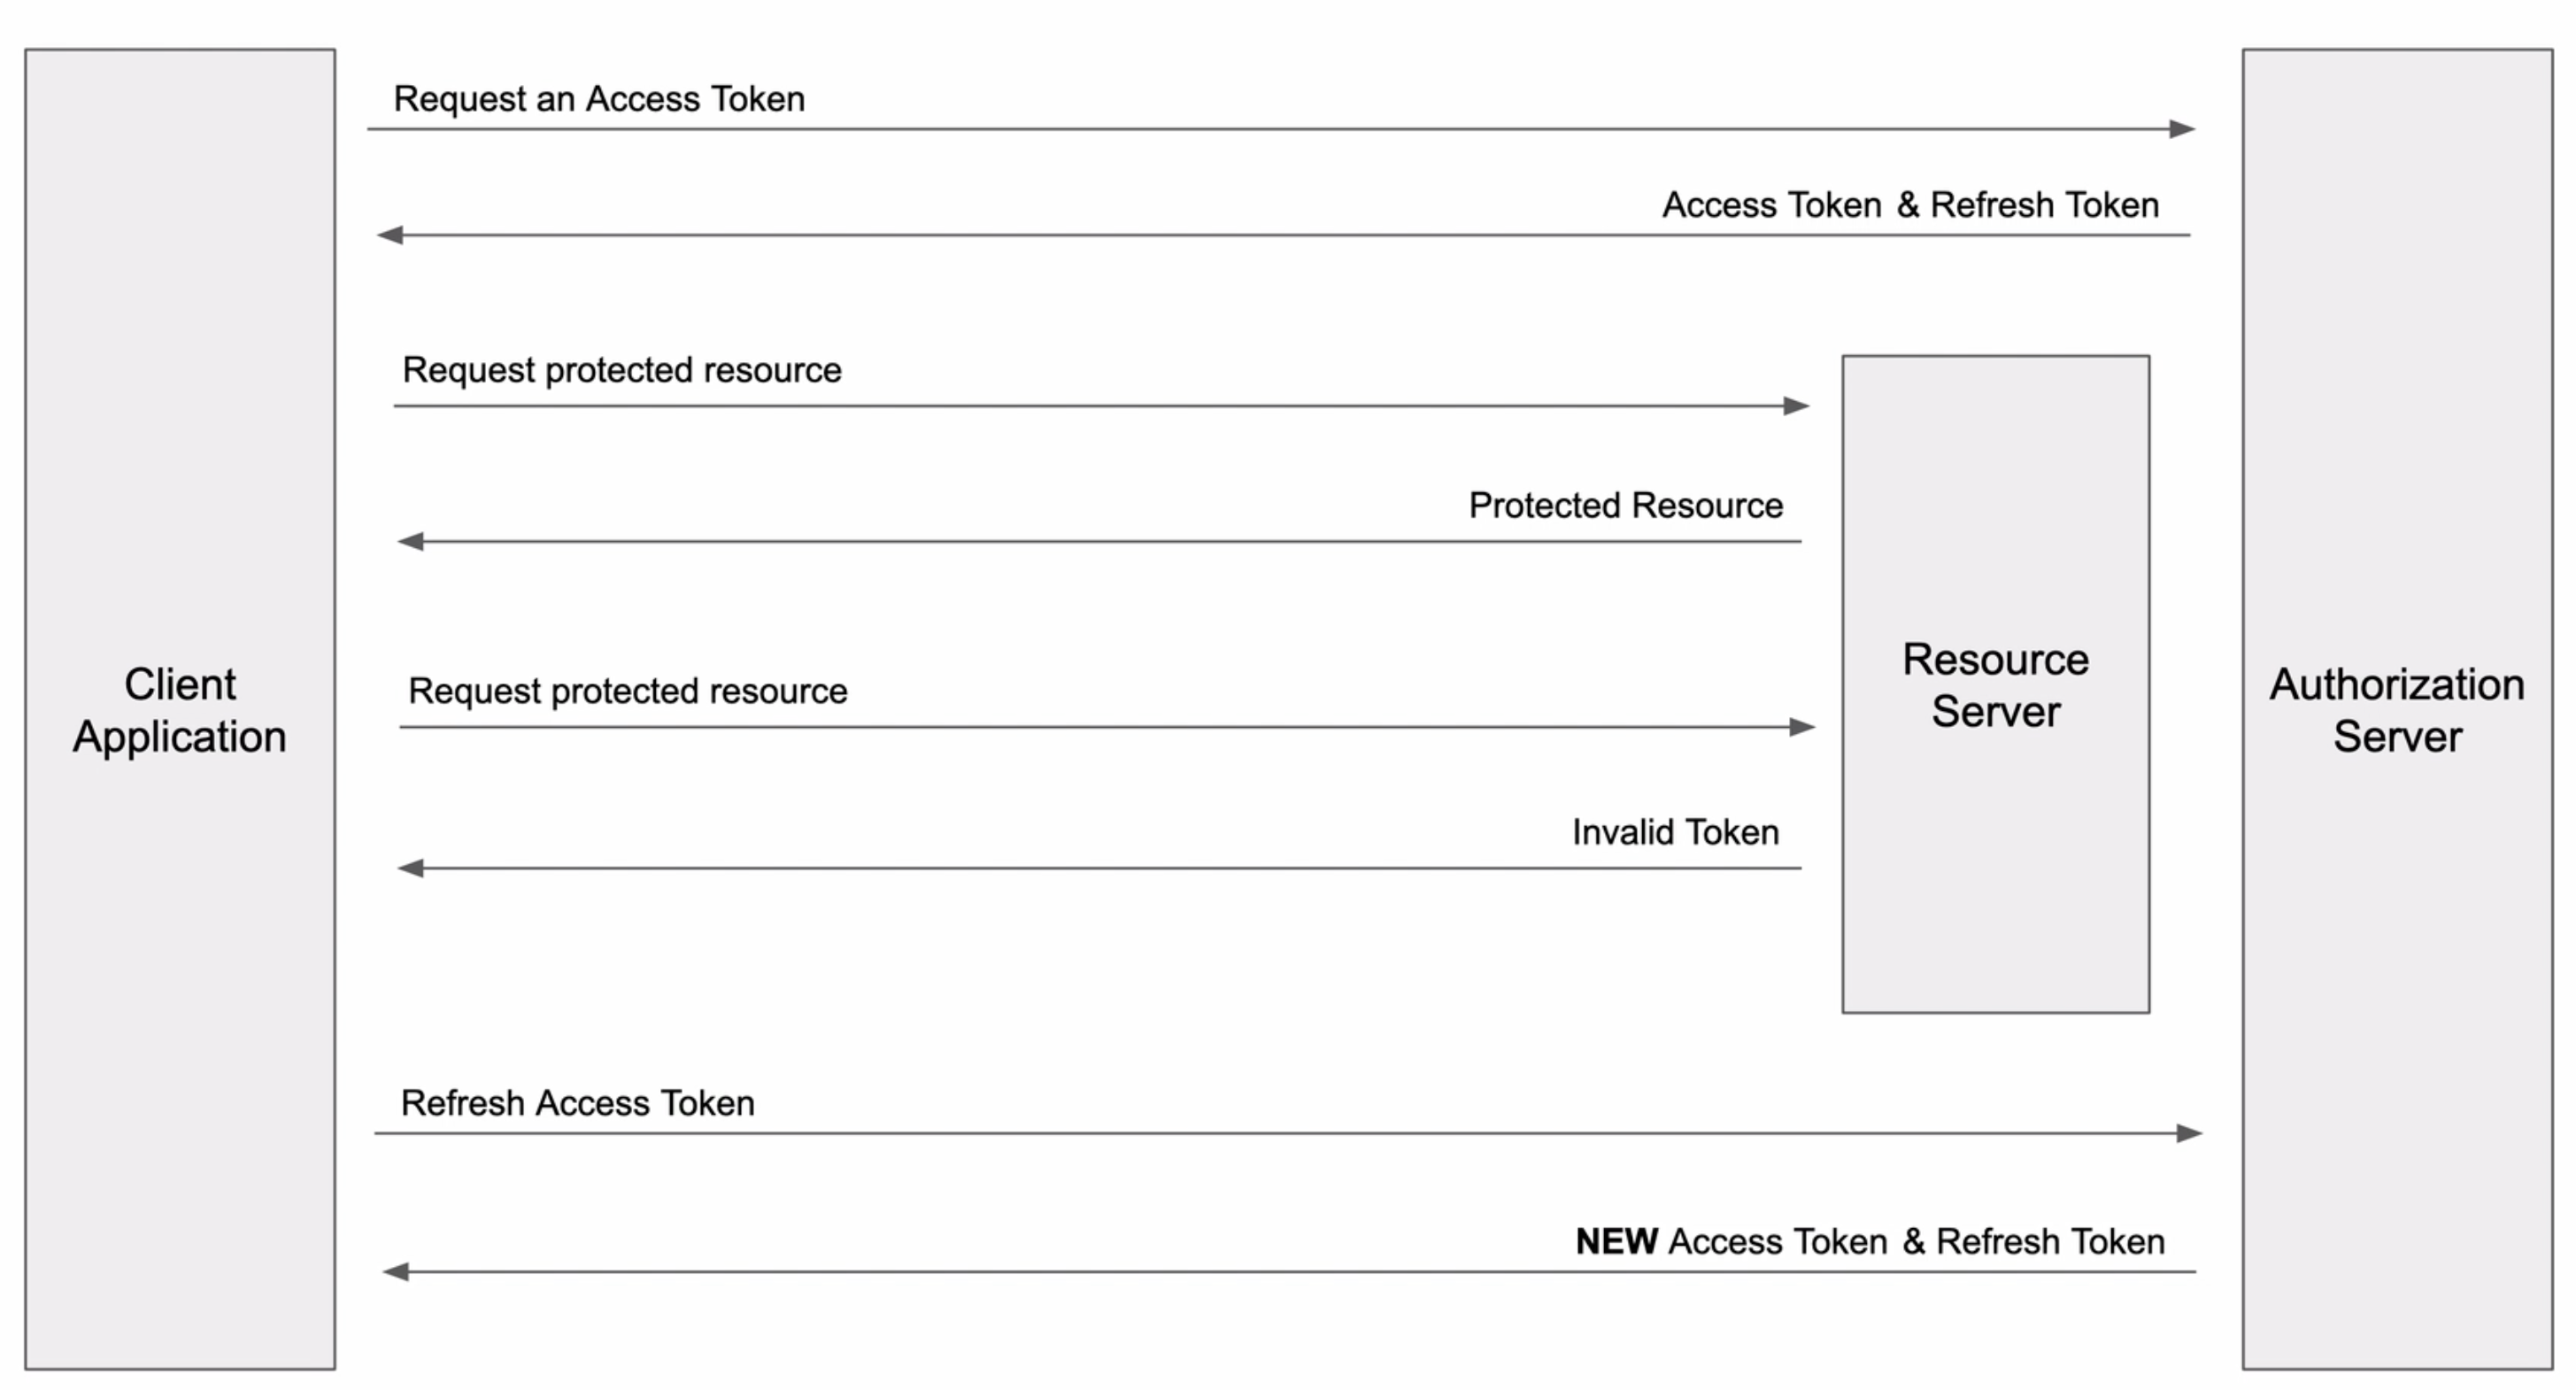 Request an Access Token
Access Token & Refresh Token
Request protected resource
Protected Resource
Client
Application
Request protected resource
Resource
Server
Authorization
Server
Invalid Token
Refresh Access Token
NEW Access Token & Refresh Token